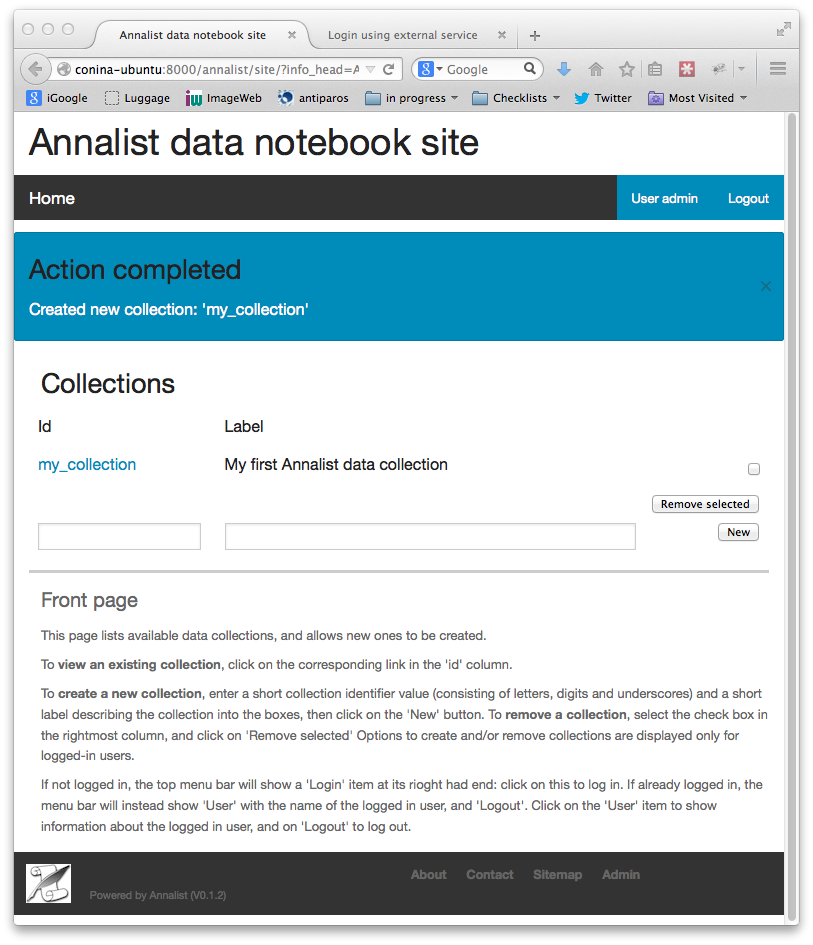 Annalist data notebook site
Login using external service
conina-ubuntu:8000/annalist/site/?info_head=A
8
Google
8 iGoogle
Luggage
iw ImageWeb
antiparos
in progress
Checklists
Twitter
Most Visited
Annalist data notebook site
Home
User admin
Logout
Action completed
×
Created new collection: 'my_collection'
Collections
Id
Label
my_collection
My first Annalist data collection
Remove selected
New
Front page
This page lists available data collections, and allows new ones to be created.
To view an existing collection, click on the corresponding link in the 'id' column.
To create a new collection, enter a short collection identifier value (consisting of letters, digits and underscores) and a short
label describing the collection into the boxes, then click on the 'New' button. To remove a collection, select the check box in
the rightmost column, and click on 'Remove selected' Options to create and/or remove collections are displayed only for
logged-in users.
If not logged in, the top menu bar will show a 'Login' item at its rioght had end: click on this to log in. If already logged in, the
menu bar will instead show 'User' with the name of the logged in user, and 'Logout'. Click on the 'User' item to show
information about the logged in user, and on 'Logout' to log out.
About
Contact
Sitemap
Admin
Powered by Annalist (V0.1.2)